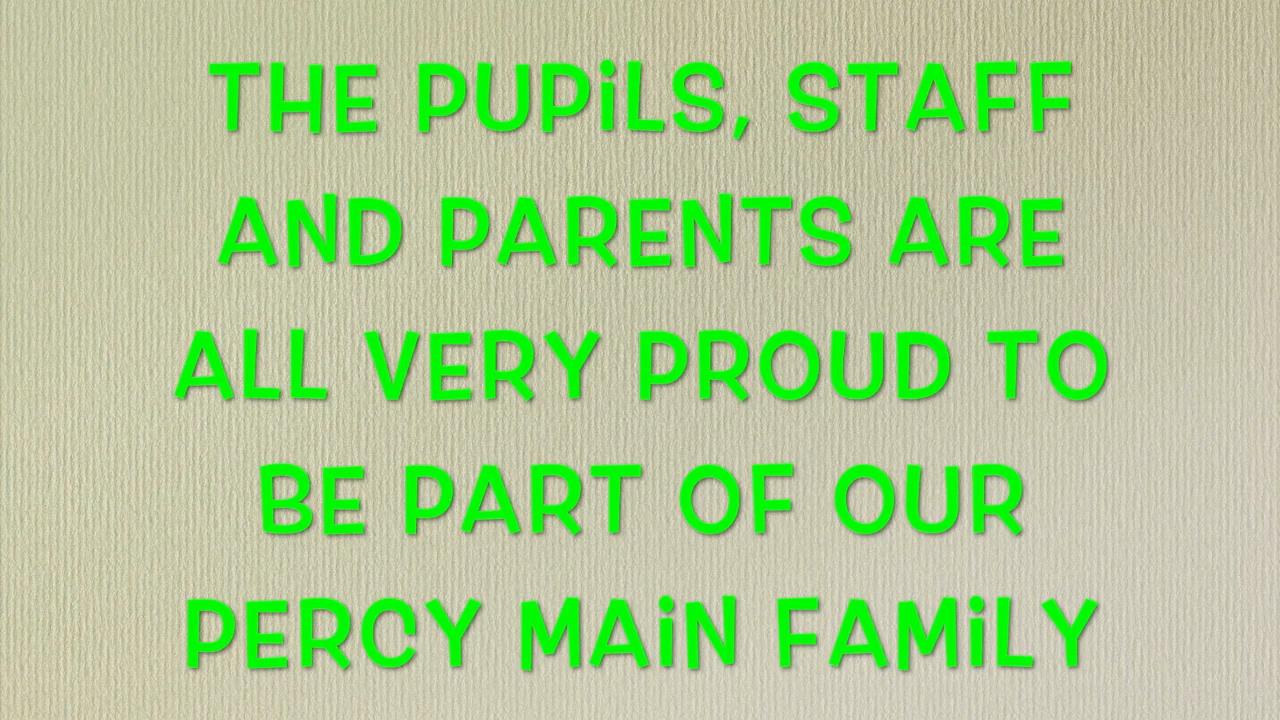 THE PUPiLS, STAFF
AND PARENTS ARE
ALL VERY PROUD TO
BE PART OF OUR
PERCY MAiN FAMiLY